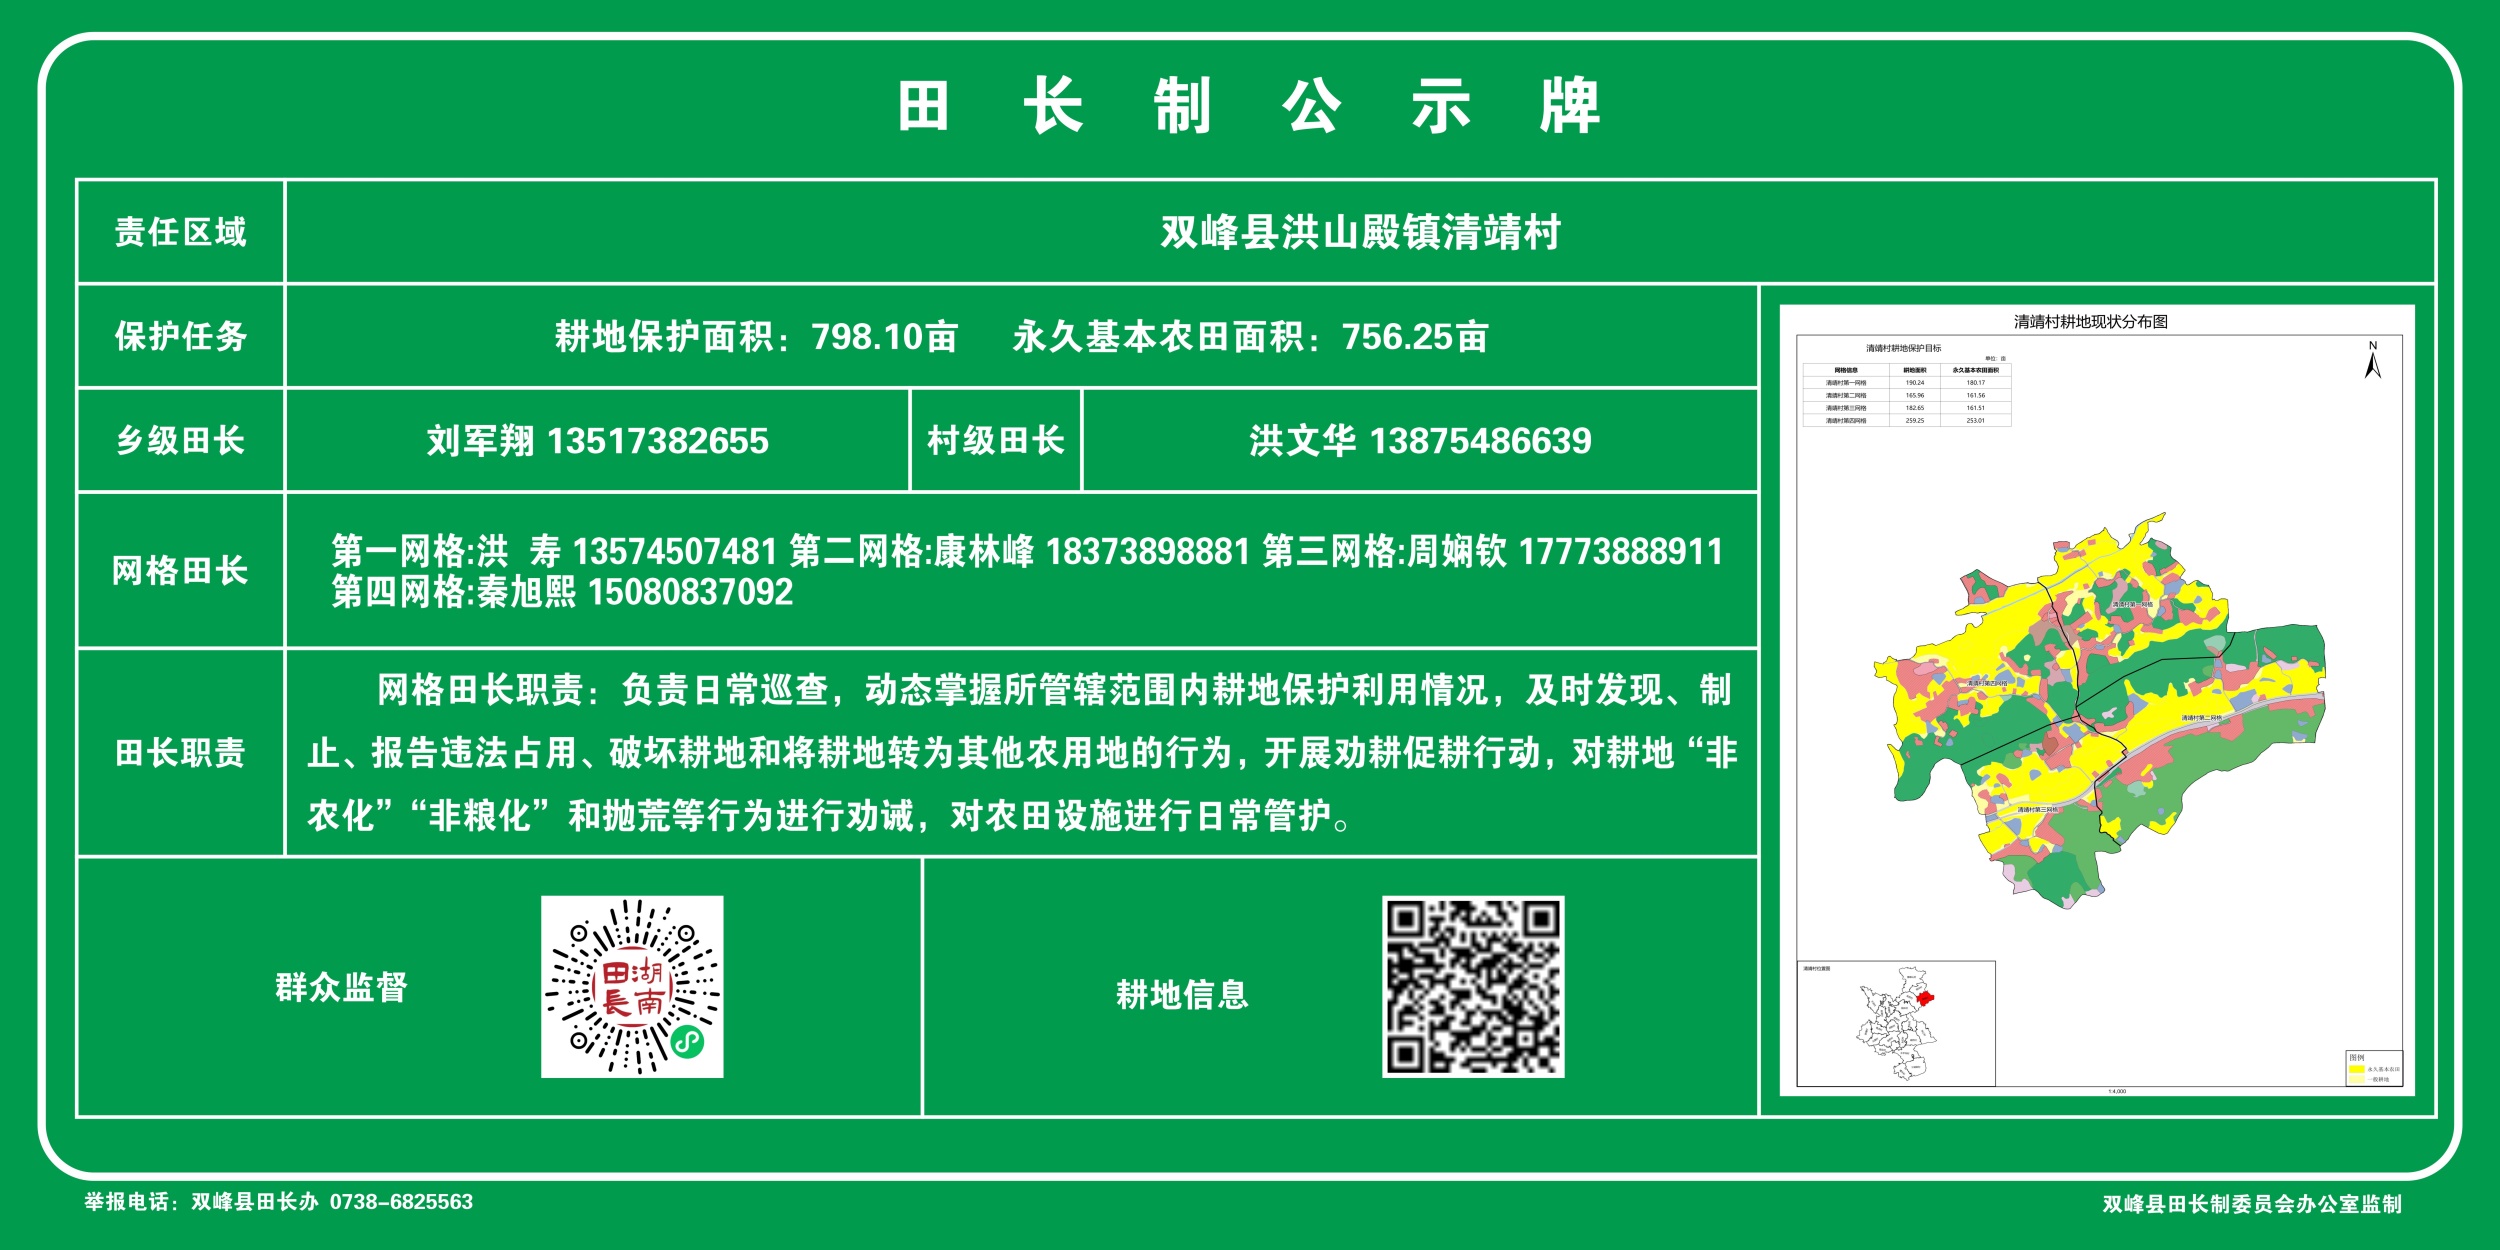 田长制公示牌
责任区域
双峰县洪山殿镇清靖村
保护任务
耕地保护面积：798.10亩 永久基本农田面积：756.25亩
乡级田长
刘军翔 13517382655
村级田长
洪文华 13875486639
网格田长
第一网格:洪 寿 13574507481 第二网格:康林峰 18373898881 第三网格:周娴钦 17773888911
第四网格:秦旭熙 15080837092
田长职责
网格田长职责：负责日常巡查，动态掌握所管辖范围内耕地保护利用情况，及时发现、制
止、报告违法占用、破坏耕地和将耕地转为其他农用地的行为，开展劝耕促耕行动，对耕地“非
农化”“非粮化”和抛荒等行为进行劝诫，对农田设施进行日常管护。
群众监督
田湖
長南
耕地信息
清靖村耕地现状分布图
清靖村耕地保护目标
单位：亩
网格信息 耕地面积 永久基本农田面积
清靖村第一网格 190.24 180.17
清靖村第二网格 165.96 161.56
清靖村第三网格 182.65 161.51
清靖村第四网格 259.25 253.01
N
清靖村第一网格
清靖村第四网格
清靖村第二网格
清靖村第三网格
清靖村位置图
图例
永久基本农田
一般耕地
1:4,000
举报电话：双峰县田长办 0738-6825563
双峰县田长制委员会办公室监制